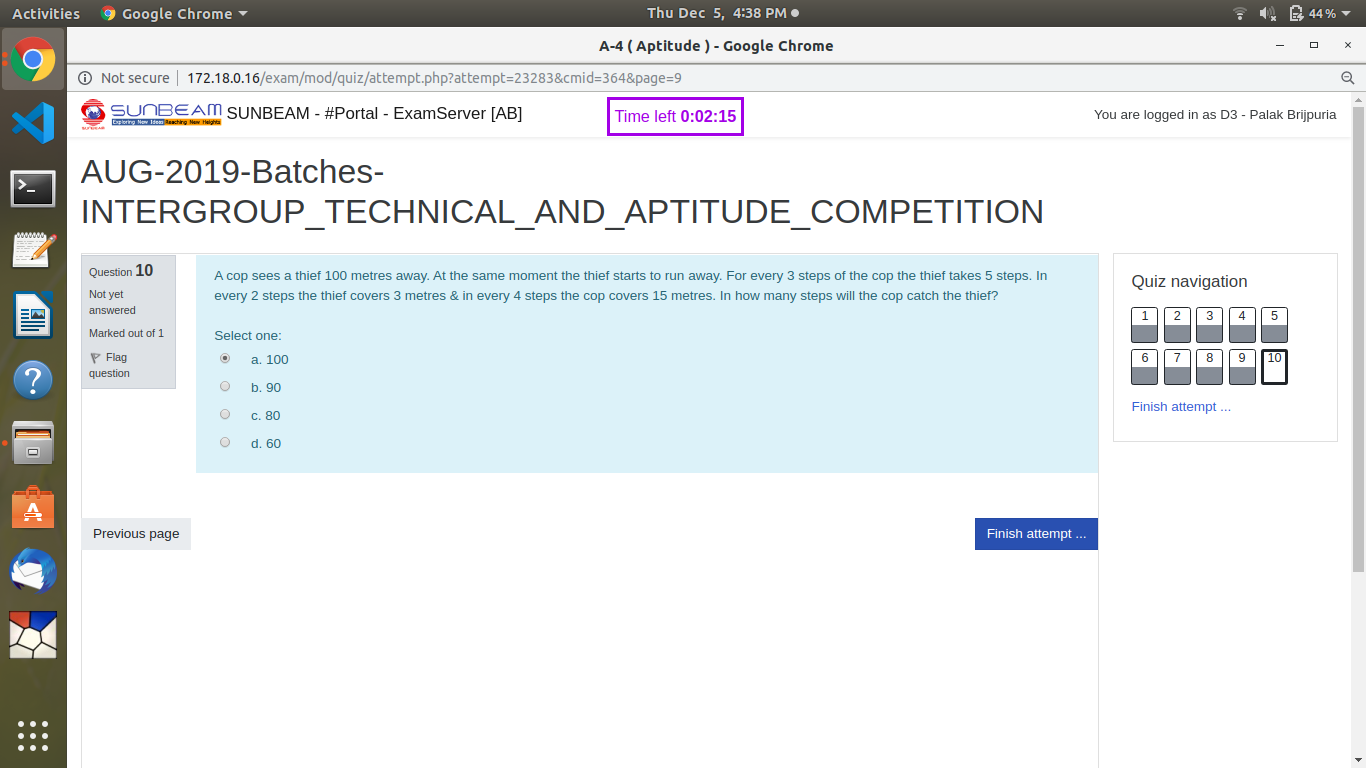 Activities Google Chrome Thu Dec 5, 4:38 PM 44%
A-4 ( Aptitude ) - Google Chrome
Not secure 172.18.0.16/exam/mod/quiz/attempt.php?attempt=23283&cmid=364&page=9
SUNBEAM SUNBEAM - #Portal - ExamServer [AB] Time left 0:02:15 You are logged in as D3 - Palak Brijpuria
Exploring New Ideas Reaching New Heights
SUNBEAM
AUG-2019-Batches-
INTERGROUP_TECHNICAL_AND_APTITUDE_COMPETITION
Question 10
Not yet
answered
Marked out of 1
Flag
question
A cop sees a thief 100 metres away. At the same moment the thief starts to run away. For every 3 steps of the cop the thief takes 5 steps. In
every 2 steps the thief covers 3 metres & in every 4 steps the cop covers 15 metres. In how many steps will the cop catch the thief?
Select one:
a. 100
b. 90
c. 80
d. 60
Previous page
Finish attempt ...
Quiz navigation
1 2 3 4 5
6 7 8 9 10
Finish attempt ...